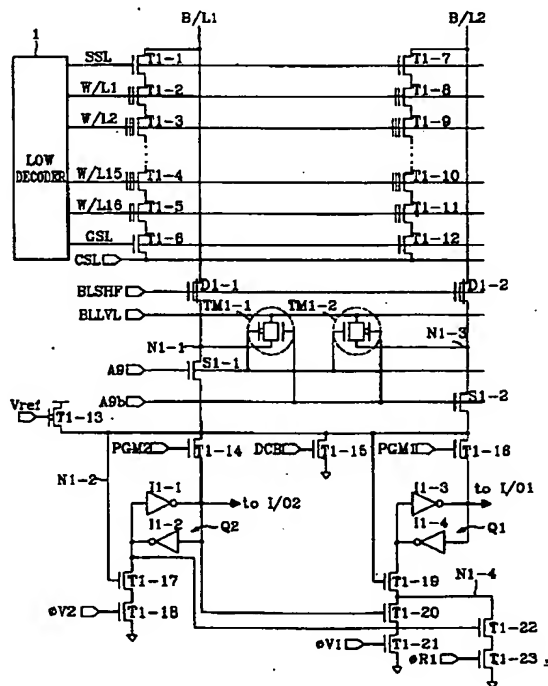 B/L1 B/L2
1
SSL T1-1 T1-7
W/L1 T1-2 T1-8
W/L2 T1-3 T1-9
LOW
DECODER
W/L15 T1-4 T1-10
W/L16 T1-5 T1-11
GSL T1-6 T1-12
CSL
BLSHF D1-1 D1-2
BLLVL TM1-1 TM1-2
N1-1 N1-3
A9 S1-1
A9b S1-2
Vref T1-13
PGM2 T1-14 DCB T1-15 PGM1 T1-16
N1-2
I1-1 to I/O2 I1-3 to I/O1
I1-2 Q2 I1-4 Q1
T1-17 T1-19 N1-4
øV2 T1-18 T1-20
T1-22
øV1 T1-21
øR1 T1-23